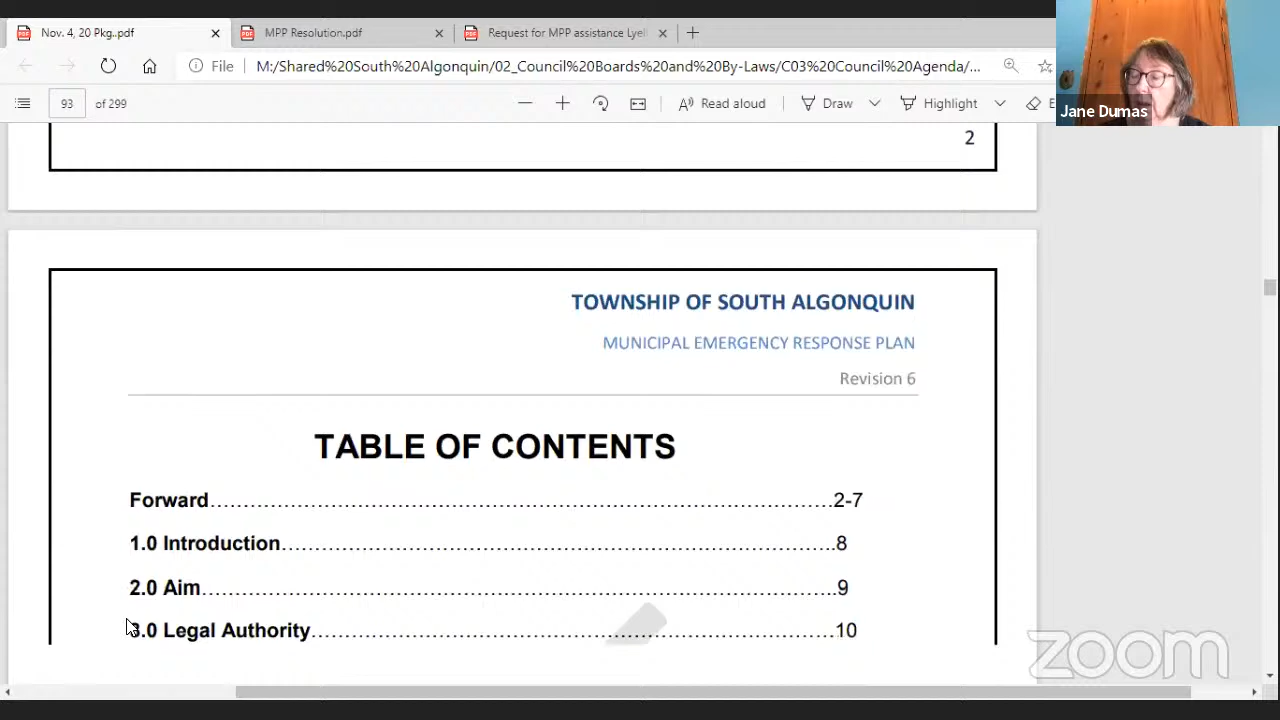 Nov. 4, 20 Pkg..pdf
MPP Resolution.pdf
Request for MPP assistance Lyell
File
M:/Shared%20South%20Algonquin/02_Council%20Boards%20and%20By-Laws/C03%20Council%20Agenda/...
93 of 299
Read aloud
Draw
Highlight
E
Jane Dumas
2
TOWNSHIP OF SOUTH ALGONQUIN
MUNICIPAL EMERGENCY RESPONSE PLAN
Revision 6
TABLE OF CONTENTS
Forward..........2-7
1.0 Introduction..........8
2.0 Aim..........9
3.0 Legal Authority..........10
zoom